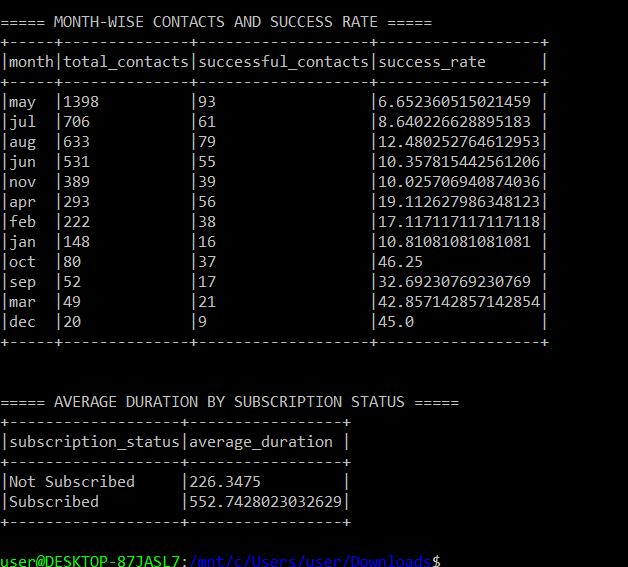 ===== MONTH-WISE CONTACTS AND SUCCESS RATE =====
+-----+--------------+-------------------+------------------+
|month|total_contacts|successful_contacts|success_rate      |
+-----+--------------+-------------------+------------------+
|may  |1398          |93                 |6.652360515021459 |
|jul  |706           |61                 |8.640226628895183 |
|aug  |633           |79                 |12.480252764612953|
|jun  |531           |55                 |10.357815442561206|
|nov  |389           |39                 |10.025706940874036|
|apr  |293           |56                 |19.112627986348123|
|feb  |222           |38                 |17.117117117117118|
|jan  |148           |16                 |10.81081081081081 |
|oct  |80            |37                 |46.25             |
|sep  |52            |17                 |32.69230769230769 |
|mar  |49            |21                 |42.857142857142854|
|dec  |20            |9                  |45.0              |
+-----+--------------+-------------------+------------------+
===== AVERAGE DURATION BY SUBSCRIPTION STATUS =====
+-------------------+----------------+
|subscription_status|average_duration |
+-------------------+----------------+
|Not Subscribed     |226.3475        |
|Subscribed         |552.7428023032629|
+-------------------+----------------+
user@DESKTOP-87JASL7:/mnt/c/Users/user/Downloads$